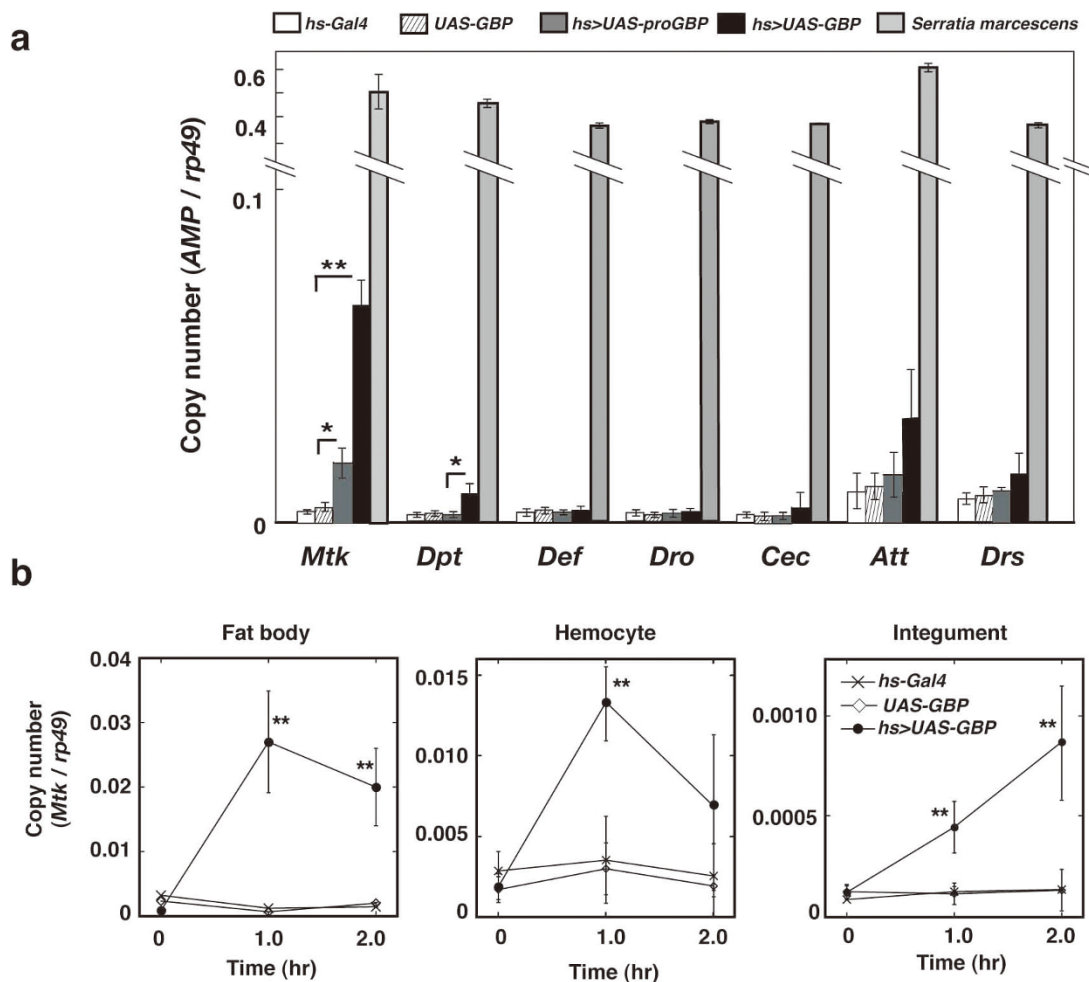 a
hs-Gal4 UAS-GBP hs>UAS-proGBP hs>UAS-GBP Serratia marcescens
Copy number (AMP / rp49)
0.6
0.4
0.1
0
** * *
Mtk Dpt Def Dro Cec Att Drs
b
Fat body
Copy number
(Mtk / rp49)
0.04
0.03
0.02
0.01
0
** **
0 1.0 2.0
Time (hr)
Hemocyte
0.015
0.010
0.005
0
**
0 1.0 2.0
Time (hr)
Integument
0.0010
0.0005
0
hs-Gal4
UAS-GBP
hs>UAS-GBP
** **
0 1.0 2.0
Time (hr)